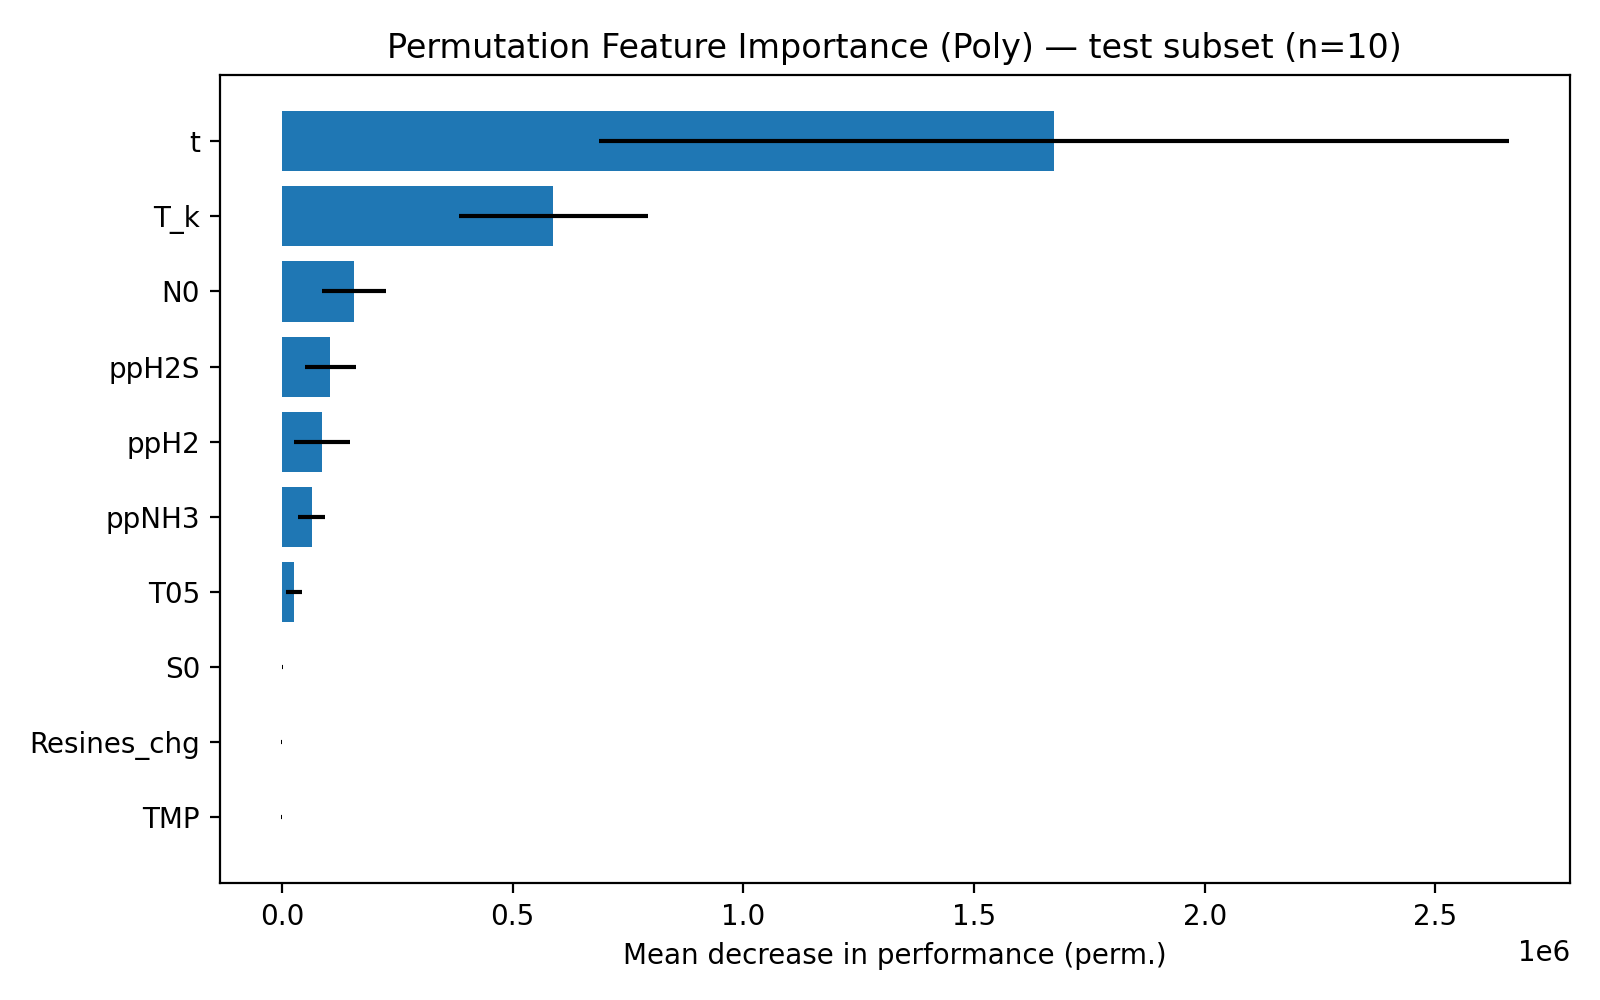 Permutation Feature Importance (Poly) — test subset (n=10)
t
T_k
N0
ppH2S
ppH2
ppNH3
T05
S0
Resines_chg
TMP
0.0 0.5 1.0 1.5 2.0 2.5
1e6
Mean decrease in performance (perm.)